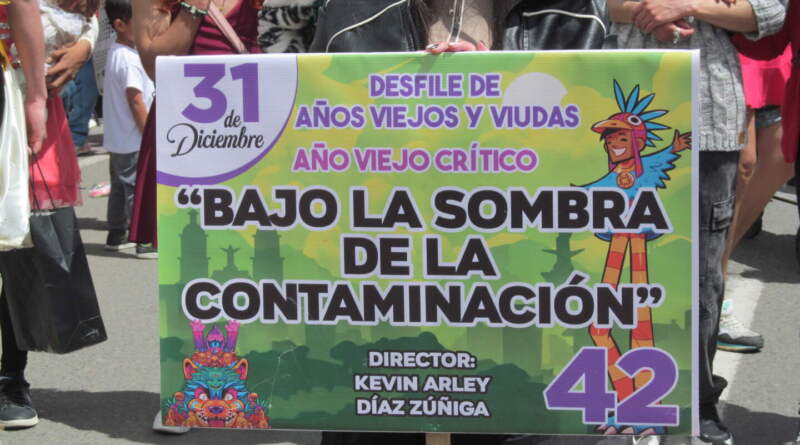 31
de
Diciembre
DESFILE DE
AÑOS VIEJOS Y VIUDAS
AÑO VIEJO CRÍTICO
“BAJO LA SOMBRA
DE LA
CONTAMINACIÓN”
DIRECTOR:
KEVIN ARLEY
DÍAZ ZÚÑIGA
42